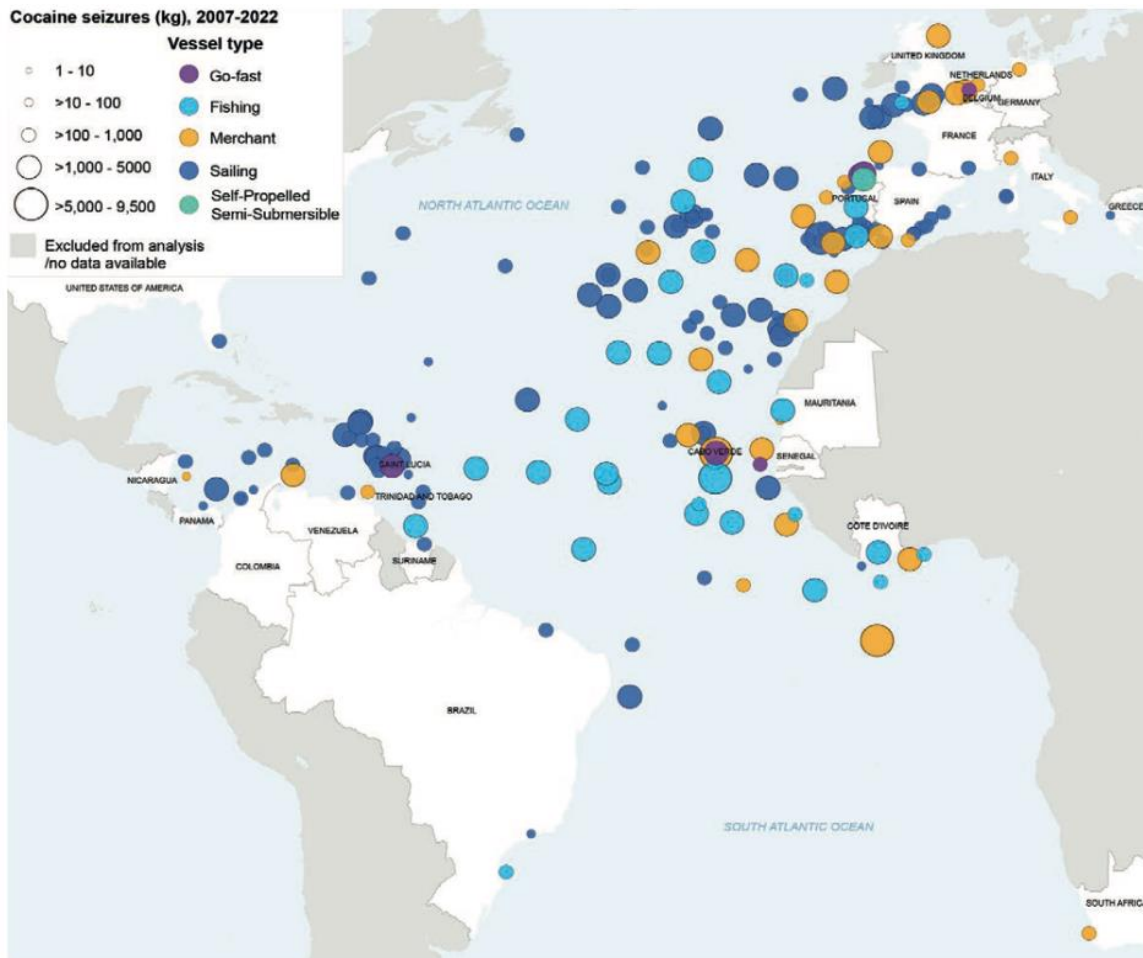 Cocaine seizures (kg), 2007-2022
Vessel type
1 - 10
>10 - 100
>100 - 1,000
>1,000 - 5000
>5,000 - 9,500
Go-fast
Fishing
Merchant
Sailing
Self-Propelled
Semi-Submersible
Excluded from analysis
/no data available
UNITED KINGDOM
NETHERLANDS
BELGIUM
GERMANY
FRANCE
ITALY
NORTH ATLANTIC OCEAN
PORTUGAL
SPAIN
GREECE
UNITED STATES OF AMERICA
MAURITANIA
CABO VERDE
SENEGAL
SAINT LUCIA
NICARAGUA
TRINIDAD AND TOBAGO
PANAMA
VENEZUELA
COTE D'IVOIRE
SURINAME
COLOMBIA
BRAZIL
SOUTH ATLANTIC OCEAN
SOUTH AFRICA